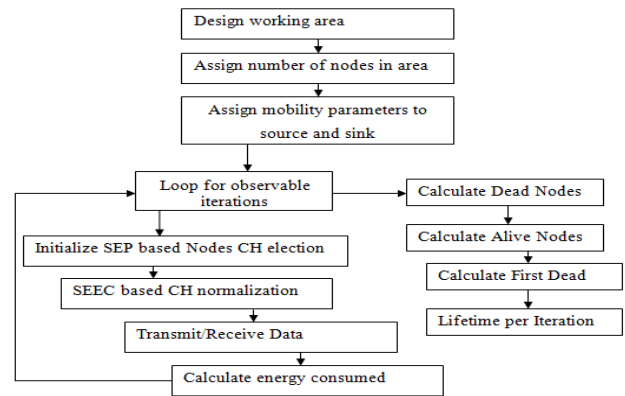 Design working area
Assign number of nodes in area
Assign mobility parameters to
source and sink
Loop for observable
iterations
Initialize SEP based Nodes CH election
SEEC based CH normalization
Transmit/Receive Data
Calculate energy consumed
Calculate Dead Nodes
Calculate Alive Nodes
Calculate First Dead
Lifetime per Iteration